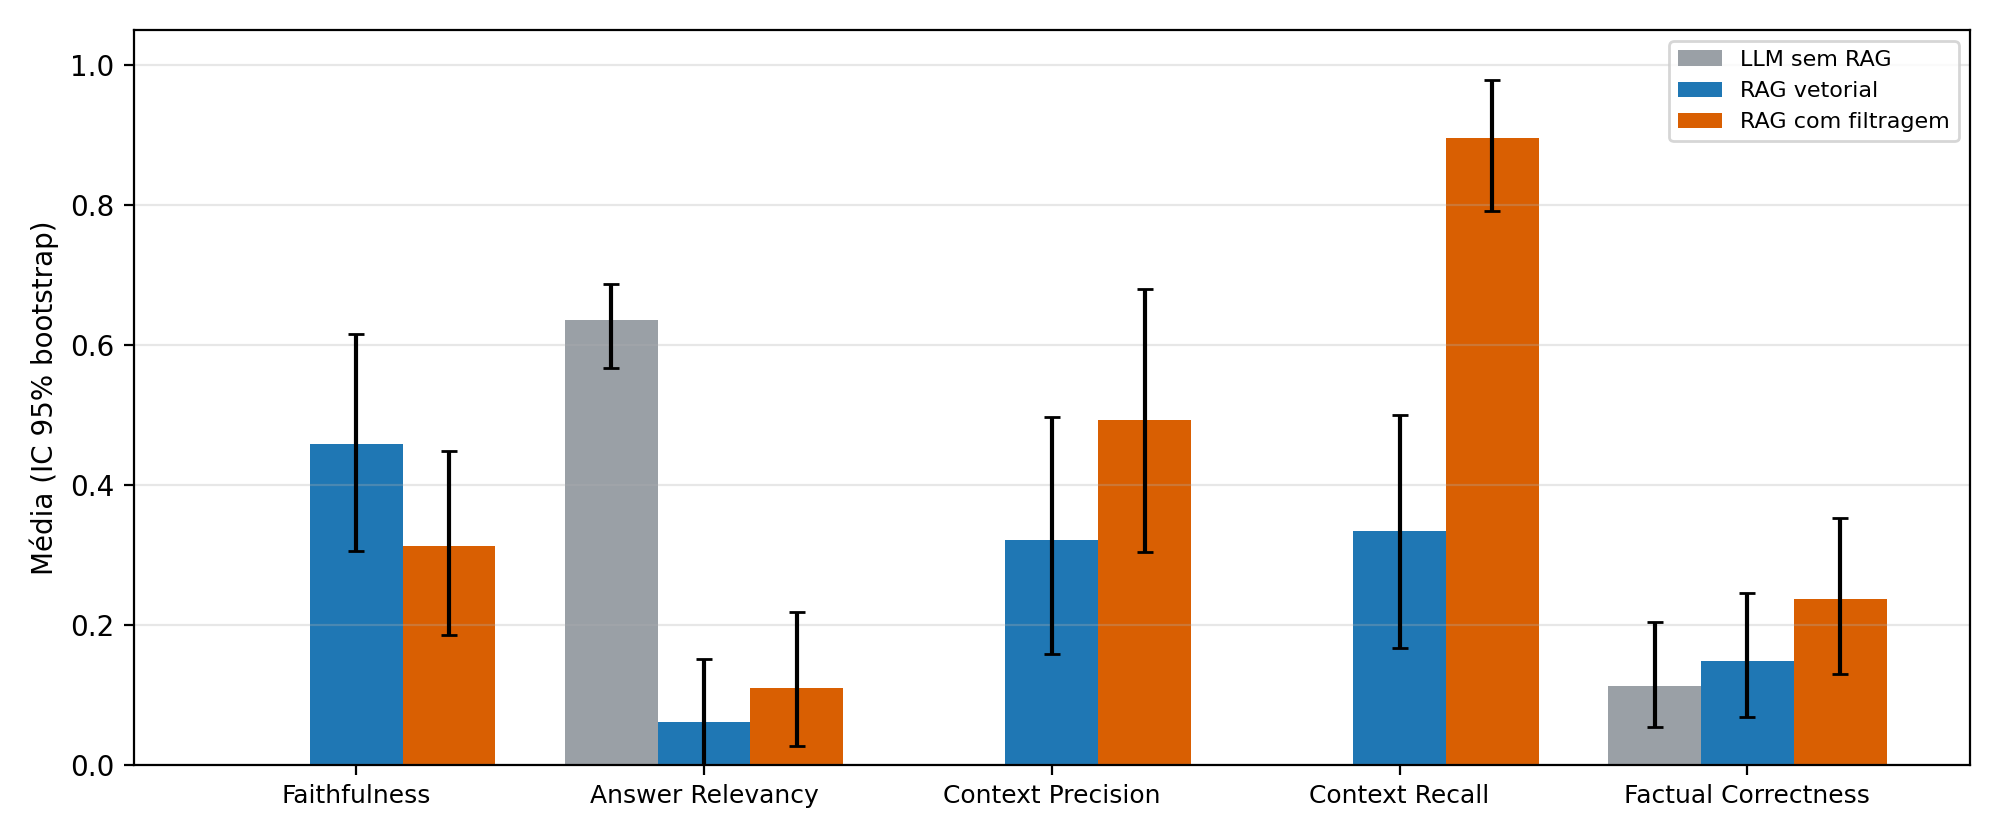 Média (IC 95% bootstrap)
1.0
0.8
0.6
0.4
0.2
0.0
LLM sem RAG
RAG vetorial
RAG com filtragem
Faithfulness
Answer Relevancy
Context Precision
Context Recall
Factual Correctness